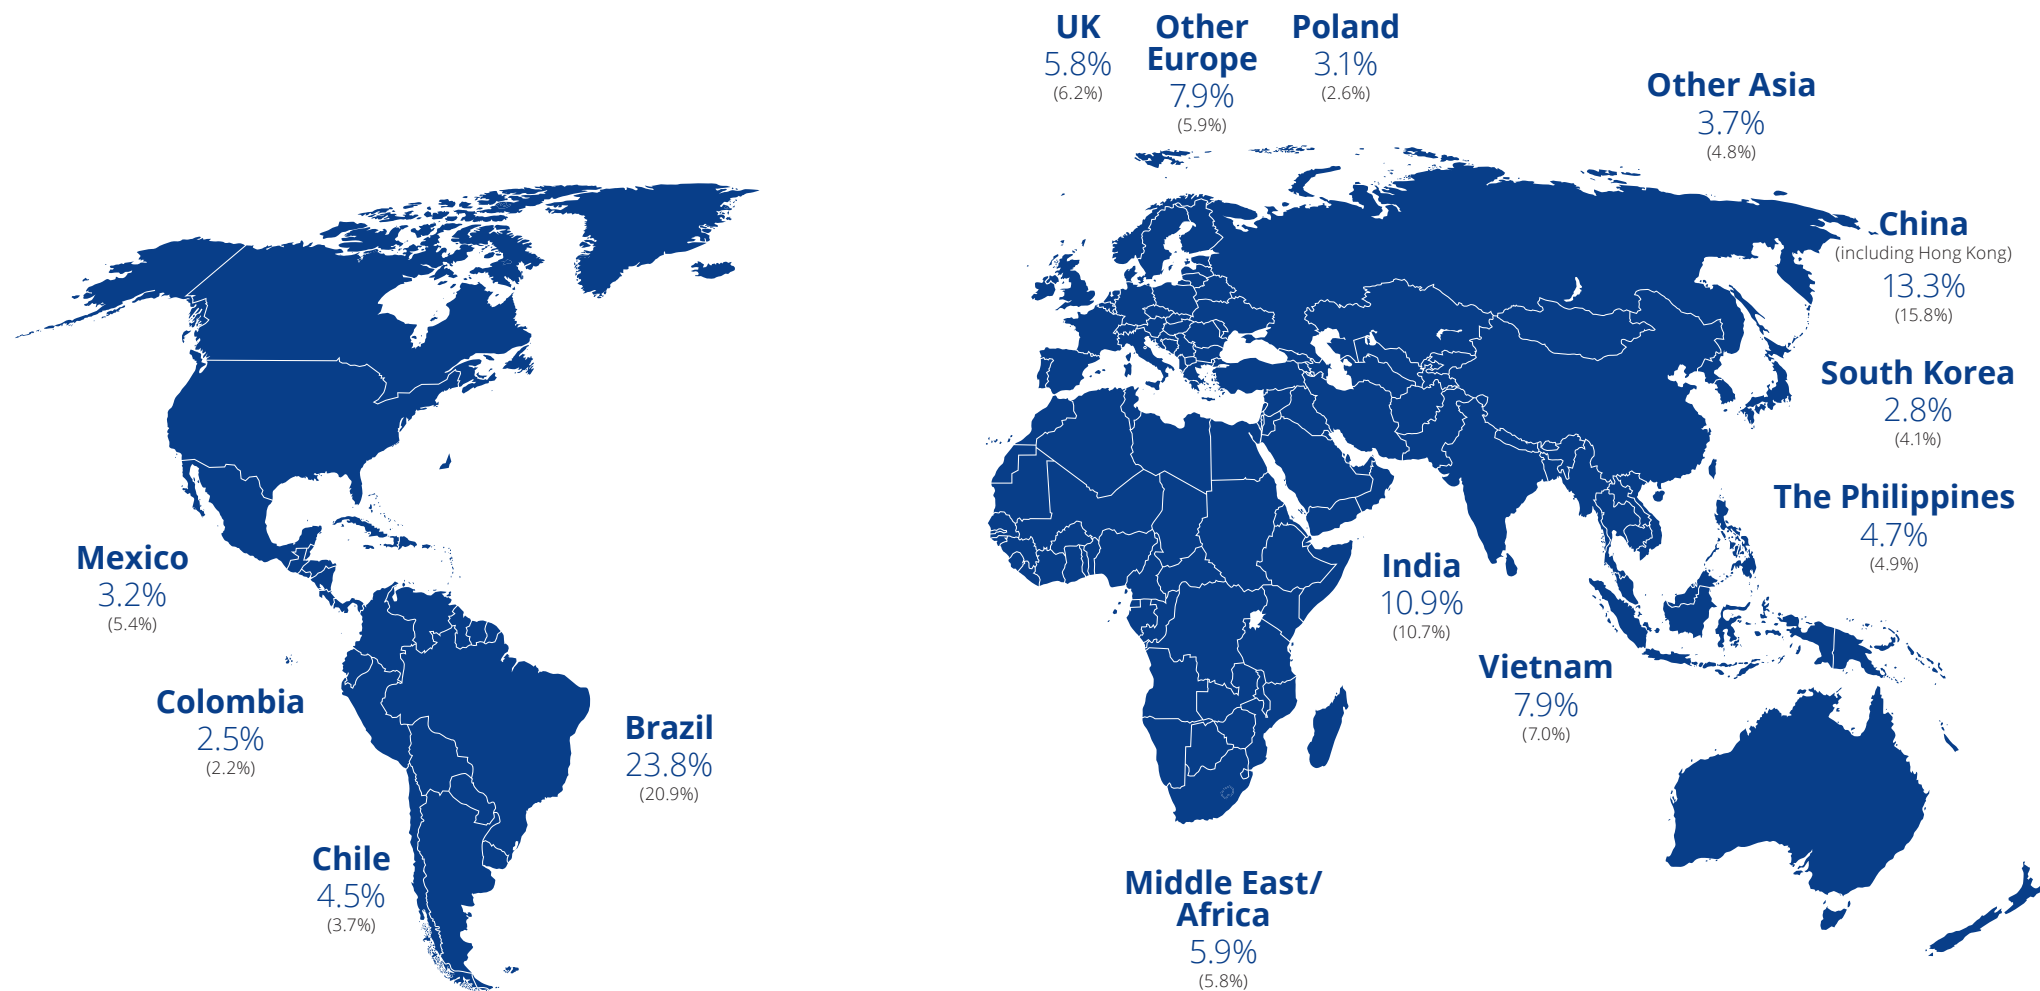 UK
5.8%
(6.2%)
Other
Europe
7.9%
(5.9%)
Poland
3.1%
(2.6%)
Other Asia
3.7%
(4.8%)
China
(including Hong Kong)
13.3%
(15.8%)
South Korea
2.8%
(4.1%)
The Philippines
4.7%
(4.9%)
Mexico
3.2%
(5.4%)
India
10.9%
(10.7%)
Vietnam
7.9%
(7.0%)
Colombia
2.5%
(2.2%)
Brazil
23.8%
(20.9%)
Chile
4.5%
(3.7%)
Middle East/
Africa
5.9%
(5.8%)